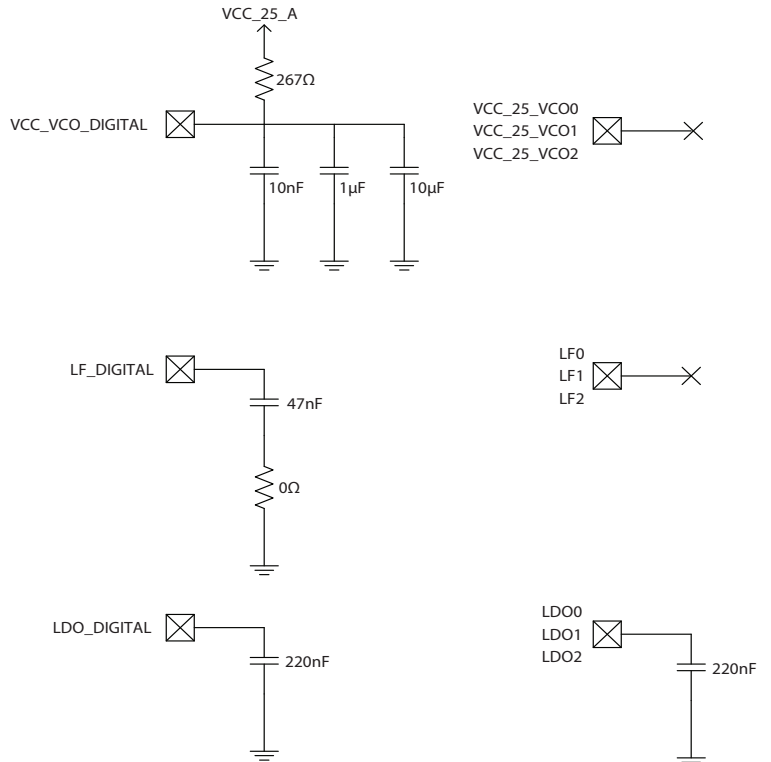 VCC_25_A
267Ω
VCC_VCO_DIGITAL
10nF
1µF
10µF
VCC_25_VCO0
VCC_25_VCO1
VCC_25_VCO2
LF_DIGITAL
47nF
0Ω
LF0
LF1
LF2
LDO_DIGITAL
220nF
LDO0
LDO1
LDO2
220nF